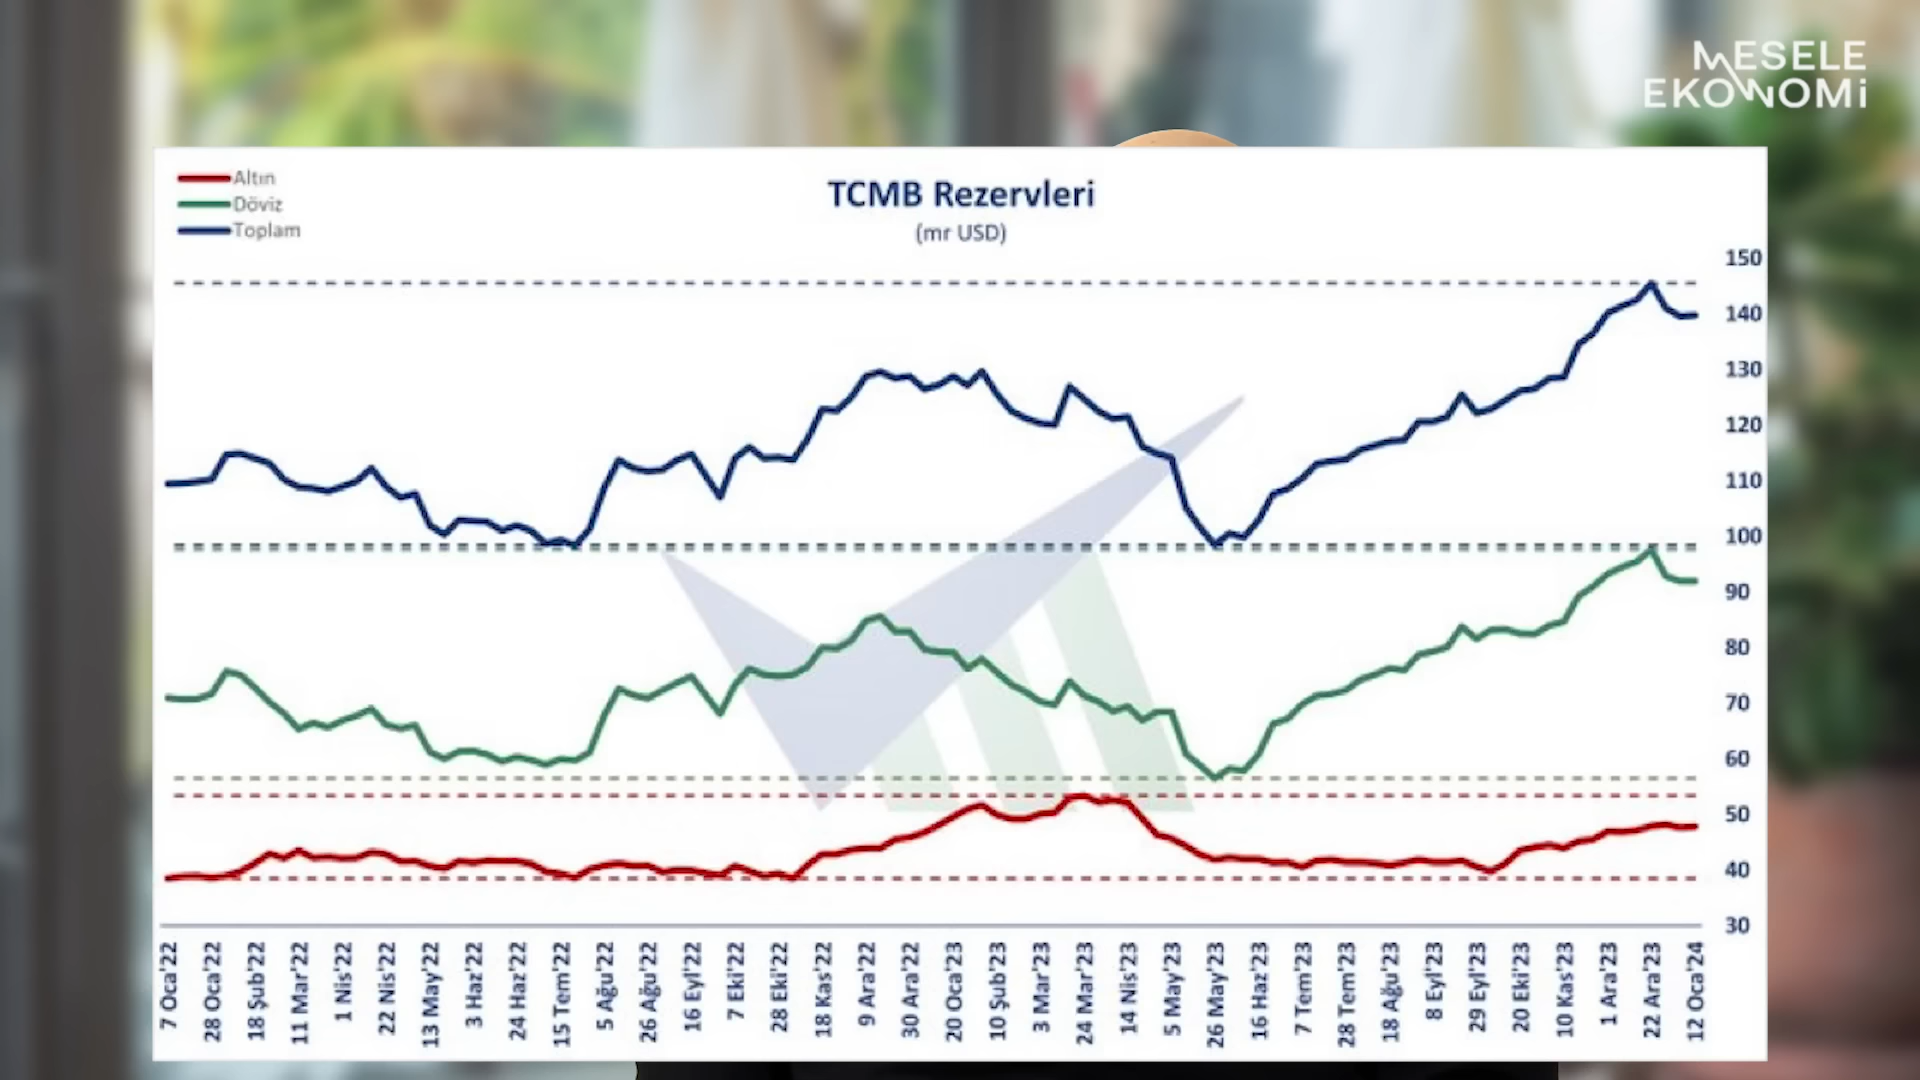 MESELE
EKONOMİ
Altın
Döviz
Toplam
TCMB Rezervleri
(mr USD)
150
140
130
120
110
100
90
80
70
60
50
40
30
7 Oca'22
28 Oca'22
18 Şub'22
11 Mar'22
1 Nis'22
22 Nis'22
13 May'22
3 Haz'22
24 Haz'22
15 Tem'22
5 Ağu'22
26 Ağu'22
16 Eyl'22
7 Eki'22
28 Eki'22
18 Kas'22
9 Ara'22
30 Ara'22
20 Oca'23
10 Şub'23
3 Mar'23
24 Mar'23
14 Nis'23
5 May'23
26 May'23
16 Haz'23
7 Tem'23
28 Tem'23
18 Ağu'23
8 Eyl'23
29 Eyl'23
20 Eki'23
10 Kas'23
1 Ara'23
22 Ara'23
12 Oca'24